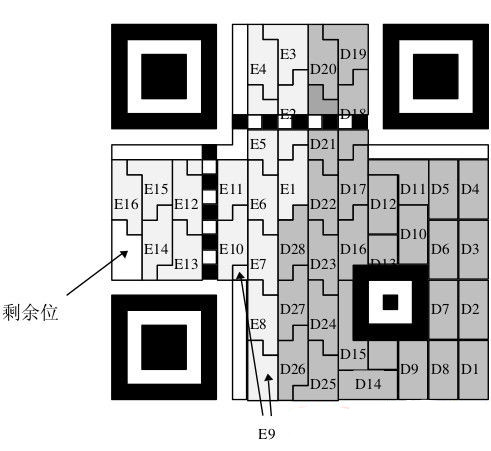 E3 D19
E4 D20
E2 D18
E5 D21
E15 E11 E1 D17 D11 D5 D4
E16 E12 E6 D22 D12
D10
E14 E10 D28 D16 D6 D3
E13 E7 D23 D13
剩余位
D27 D7 D2
E8 D24
D15
D26 D9 D8 D1
D25 D14
E9